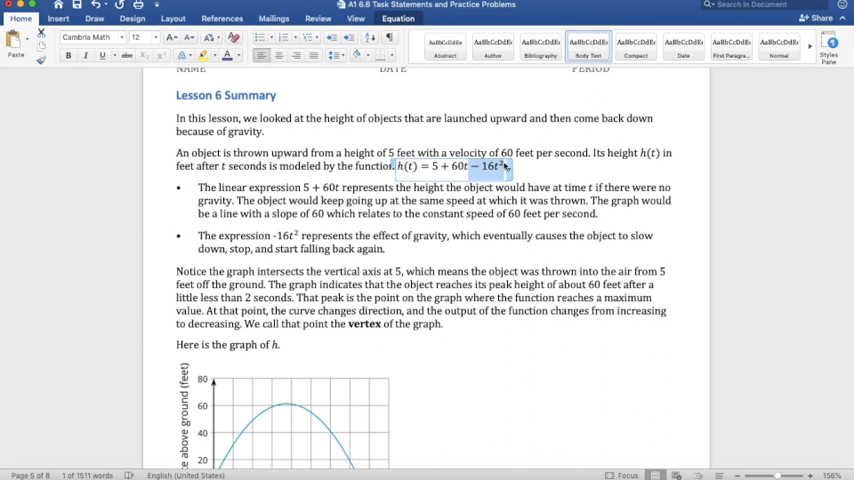 A1 6.6 Task Statements and Practice Problems
Search in Document
Home Insert Draw Design Layout References Mailings Review View Equation Share
Cambria Math 12
Paste
AaBbCcDdEe AaBbCcDdEe AaBbCcDdEe AaBbCcDdEe AaBbCcDdEe AaBbCcDdEe AaBbCcDdEe AaBbCcDdEe
Abstract Author Bibliography Body Text Compact Date First Paragra... Normal
Styles
Pane
NAME DATE PERIOD
Lesson 6 Summary
In this lesson, we looked at the height of objects that are launched upward and then come back down
because of gravity.
An object is thrown upward from a height of 5 feet with a velocity of 60 feet per second. Its height h(t) in
feet after t seconds is modeled by the function h(t) = 5 + 60t − 16t².
• The linear expression 5 + 60t represents the height the object would have at time t if there were no
gravity. The object would keep going up at the same speed at which it was thrown. The graph would
be a line with a slope of 60 which relates to the constant speed of 60 feet per second.
• The expression -16t² represents the effect of gravity, which eventually causes the object to slow
down, stop, and start falling back again.
Notice the graph intersects the vertical axis at 5, which means the object was thrown into the air from 5
feet off the ground. The graph indicates that the object reaches its peak height of about 60 feet after a
little less than 2 seconds. That peak is the point on the graph where the function reaches a maximum
value. At that point, the curve changes direction, and the output of the function changes from increasing
to decreasing. We call that point the vertex of the graph.
Here is the graph of h.
above ground (feet)
80
60
40
20
Page 5 of 8 1 of 1511 words English (United States) Focus 156%